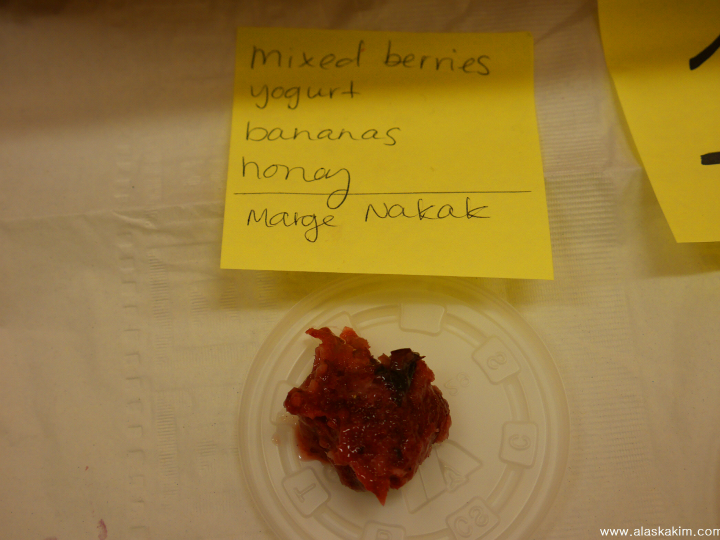 mixed berries
yogurt
bananas
honey
Marge Nakak
www.alaskakim.com